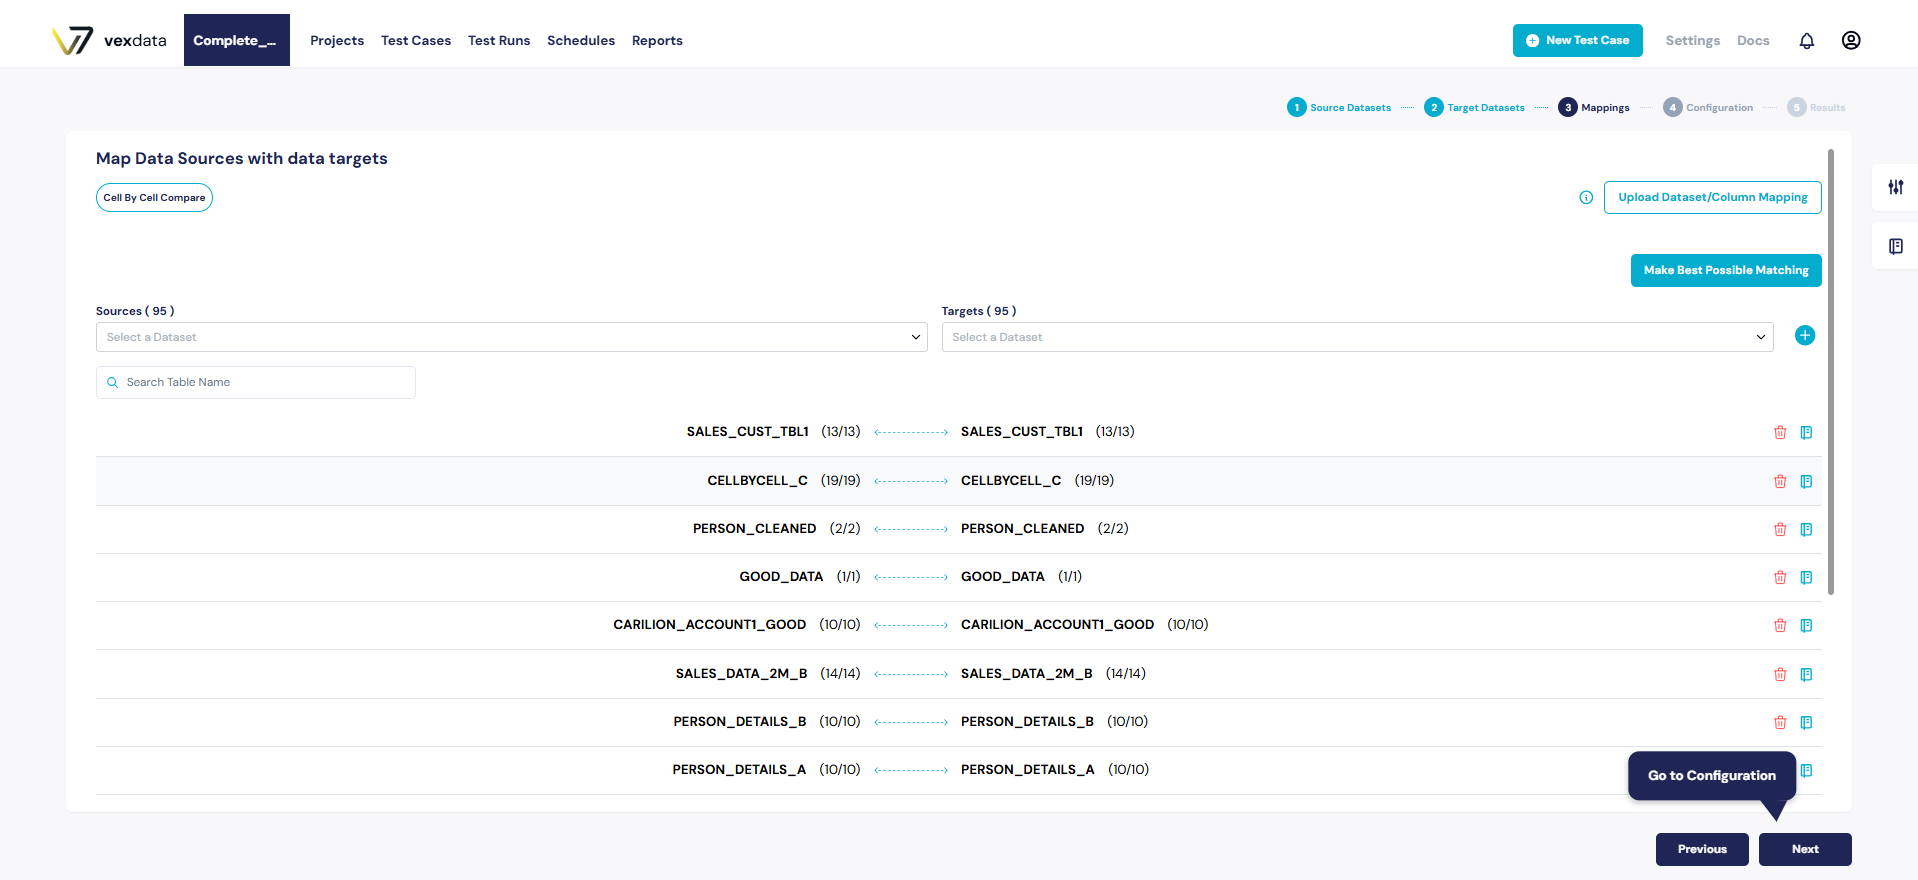 vexdata Complete_... Projects Test Cases Test Runs Schedules Reports New Test Case Settings Docs
1 Source Datasets 2 Target Datasets 3 Mappings 4 Configuration 5 Results
Map Data Sources with data targets
Cell By Cell Compare
Upload Dataset/Column Mapping
Make Best Possible Matching
Sources ( 95 ) Targets ( 95 )
Select a Dataset Select a Dataset
Search Table Name
SALES_CUST_TBL1 (13/13) SALES_CUST_TBL1 (13/13)
CELLBYCELL_C (19/19) CELLBYCELL_C (19/19)
PERSON_CLEANED (2/2) PERSON_CLEANED (2/2)
GOOD_DATA (1/1) GOOD_DATA (1/1)
CARILION_ACCOUNT1_GOOD (10/10) CARILION_ACCOUNT1_GOOD (10/10)
SALES_DATA_2M_B (14/14) SALES_DATA_2M_B (14/14)
PERSON_DETAILS_B (10/10) PERSON_DETAILS_B (10/10)
PERSON_DETAILS_A (10/10) PERSON_DETAILS_A (10/10)
Go to Configuration
Previous Next